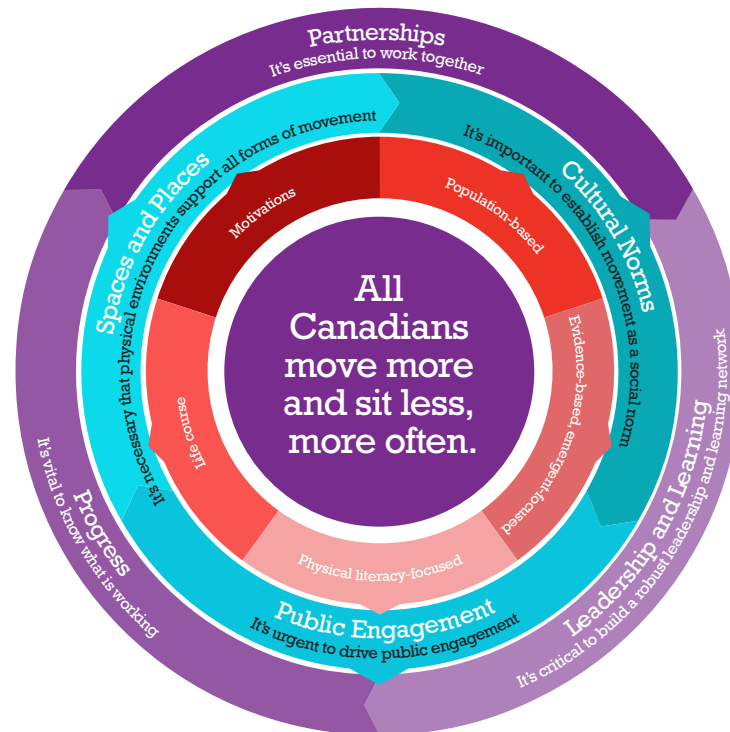 Partnerships
It's essential to work together
Spaces and Places
It's necessary that physical environments support all forms of movement
Cultural Norms
It's important to establish movement as a social norm
Motivations
Population-based
All
Canadians
move more
and sit less,
more often.
Life course
Evidence-based, emergent-focused
Physical literacy-focused
Public Engagement
It's urgent to drive public engagement
Progress
It's vital to know what is working
Leadership and Learning
It's critical to build a robust leadership and learning network